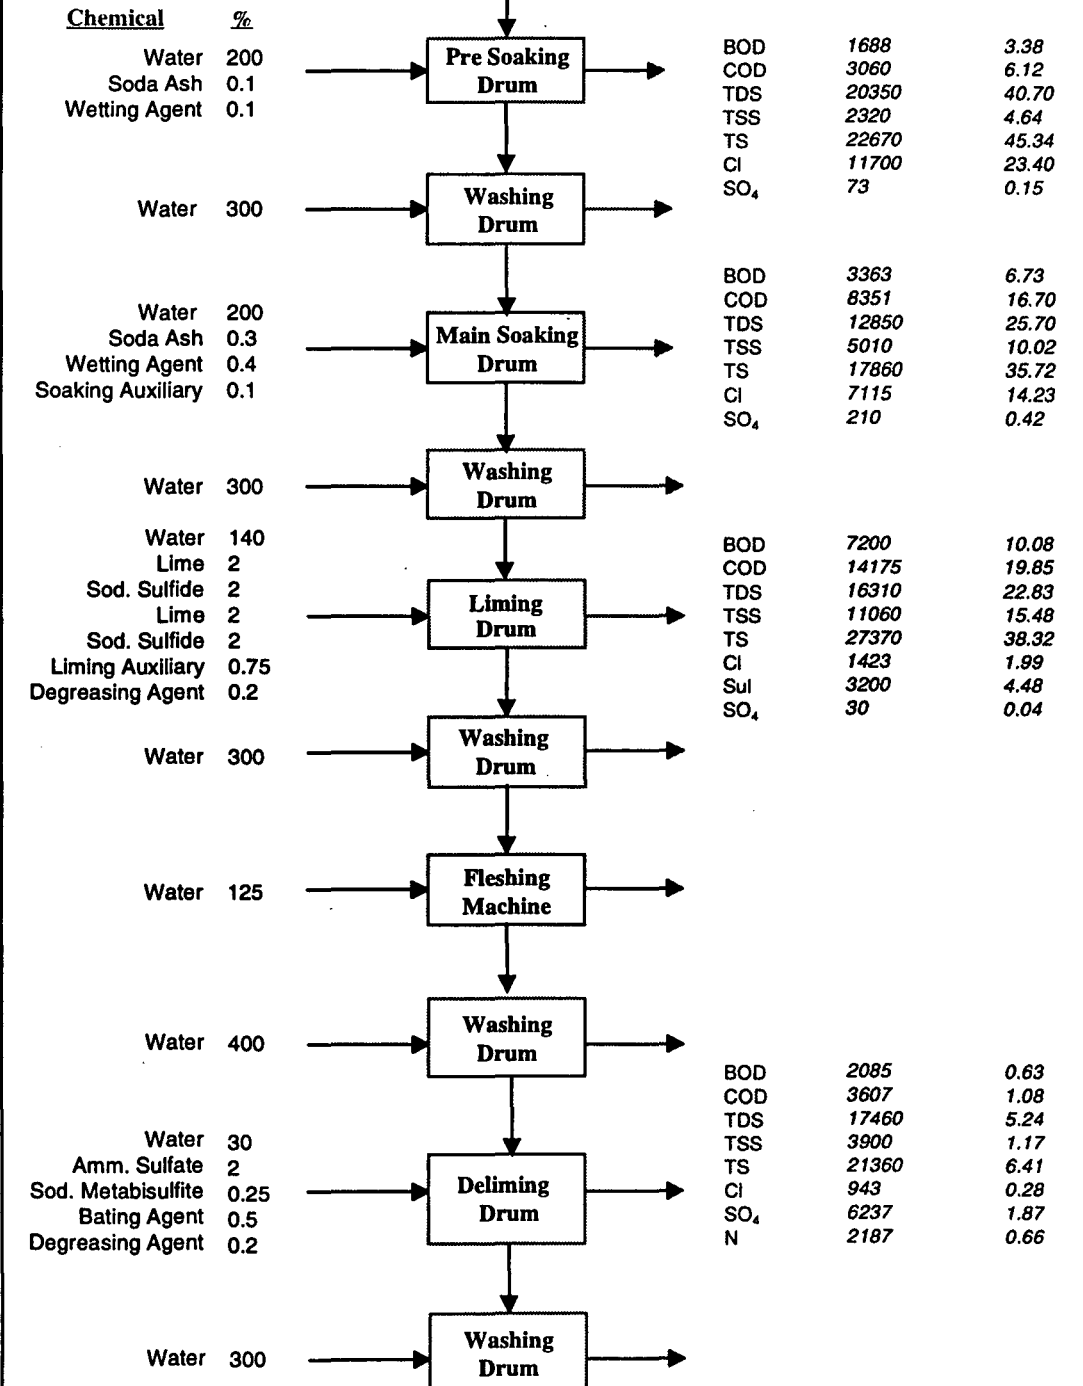 Chemical %
Water 200
Soda Ash 0.1
Wetting Agent 0.1
Pre Soaking
Drum
BOD 1688 3.38
COD 3060 6.12
TDS 20350 40.70
TSS 2320 4.64
TS 22670 45.34
Cl 11700 23.40
SO₄ 73 0.15
Water 300
Washing
Drum
Water 200
Soda Ash 0.3
Wetting Agent 0.4
Soaking Auxiliary 0.1
Main Soaking
Drum
BOD 3363 6.73
COD 8351 16.70
TDS 12850 25.70
TSS 5010 10.02
TS 17860 35.72
Cl 7115 14.23
SO₄ 210 0.42
Water 300
Washing
Drum
Water 140
Lime 2
Sod. Sulfide 2
Lime 2
Sod. Sulfide 2
Liming Auxiliary 0.75
Degreasing Agent 0.2
Liming
Drum
BOD 7200 10.08
COD 14175 19.85
TDS 16310 22.83
TSS 11060 15.48
TS 27370 38.32
Cl 1423 1.99
Sul 3200 4.48
SO₄ 30 0.04
Water 300
Washing
Drum
Water 125
Fleshing
Machine
Water 400
Washing
Drum
Water 30
Amm. Sulfate 2
Sod. Metabisulfite 0.25
Bating Agent 0.5
Degreasing Agent 0.2
Deliming
Drum
BOD 2085 0.63
COD 3607 1.08
TDS 17460 5.24
TSS 3900 1.17
TS 21360 6.41
Cl 943 0.28
SO₄ 6237 1.87
N 2187 0.66
Water 300
Washing
Drum